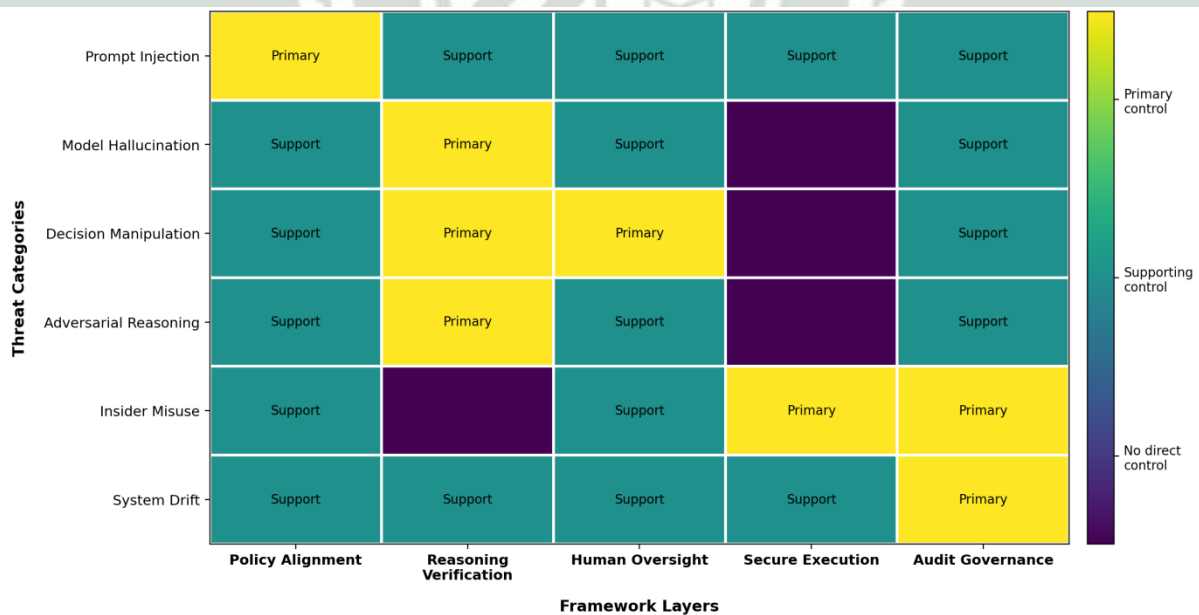 Prompt Injection
Primary
Support
Support
Support
Support
Primary
control
Model Hallucination
Support
Primary
Support
Support
Threat Categories
Decision Manipulation
Support
Primary
Primary
Support
Supporting
control
Adversarial Reasoning
Support
Primary
Support
Support
Insider Misuse
Support
Support
Primary
Primary
No direct
control
System Drift
Support
Support
Support
Support
Primary
Policy Alignment
Reasoning
Verification
Human Oversight
Secure Execution
Audit Governance
Framework Layers